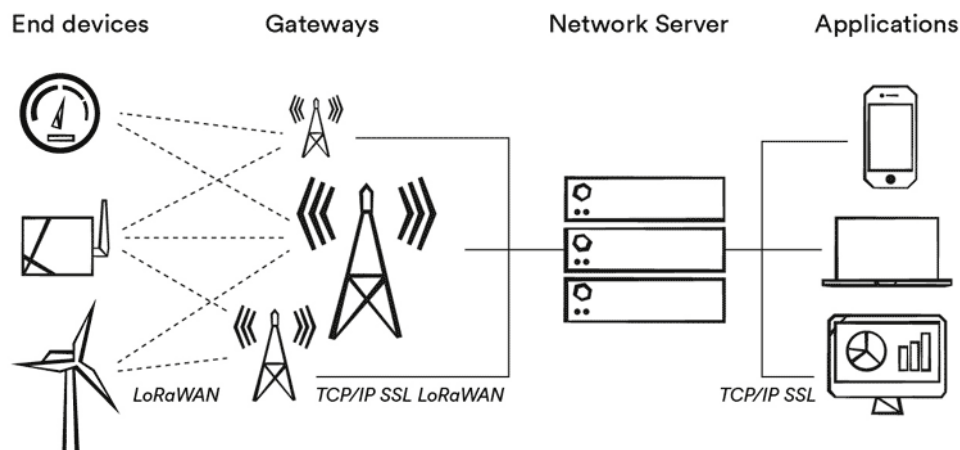 End devices
Gateways
Network Server
Applications
LoRaWAN
TCP/IP SSL LoRaWAN
TCP/IP SSL